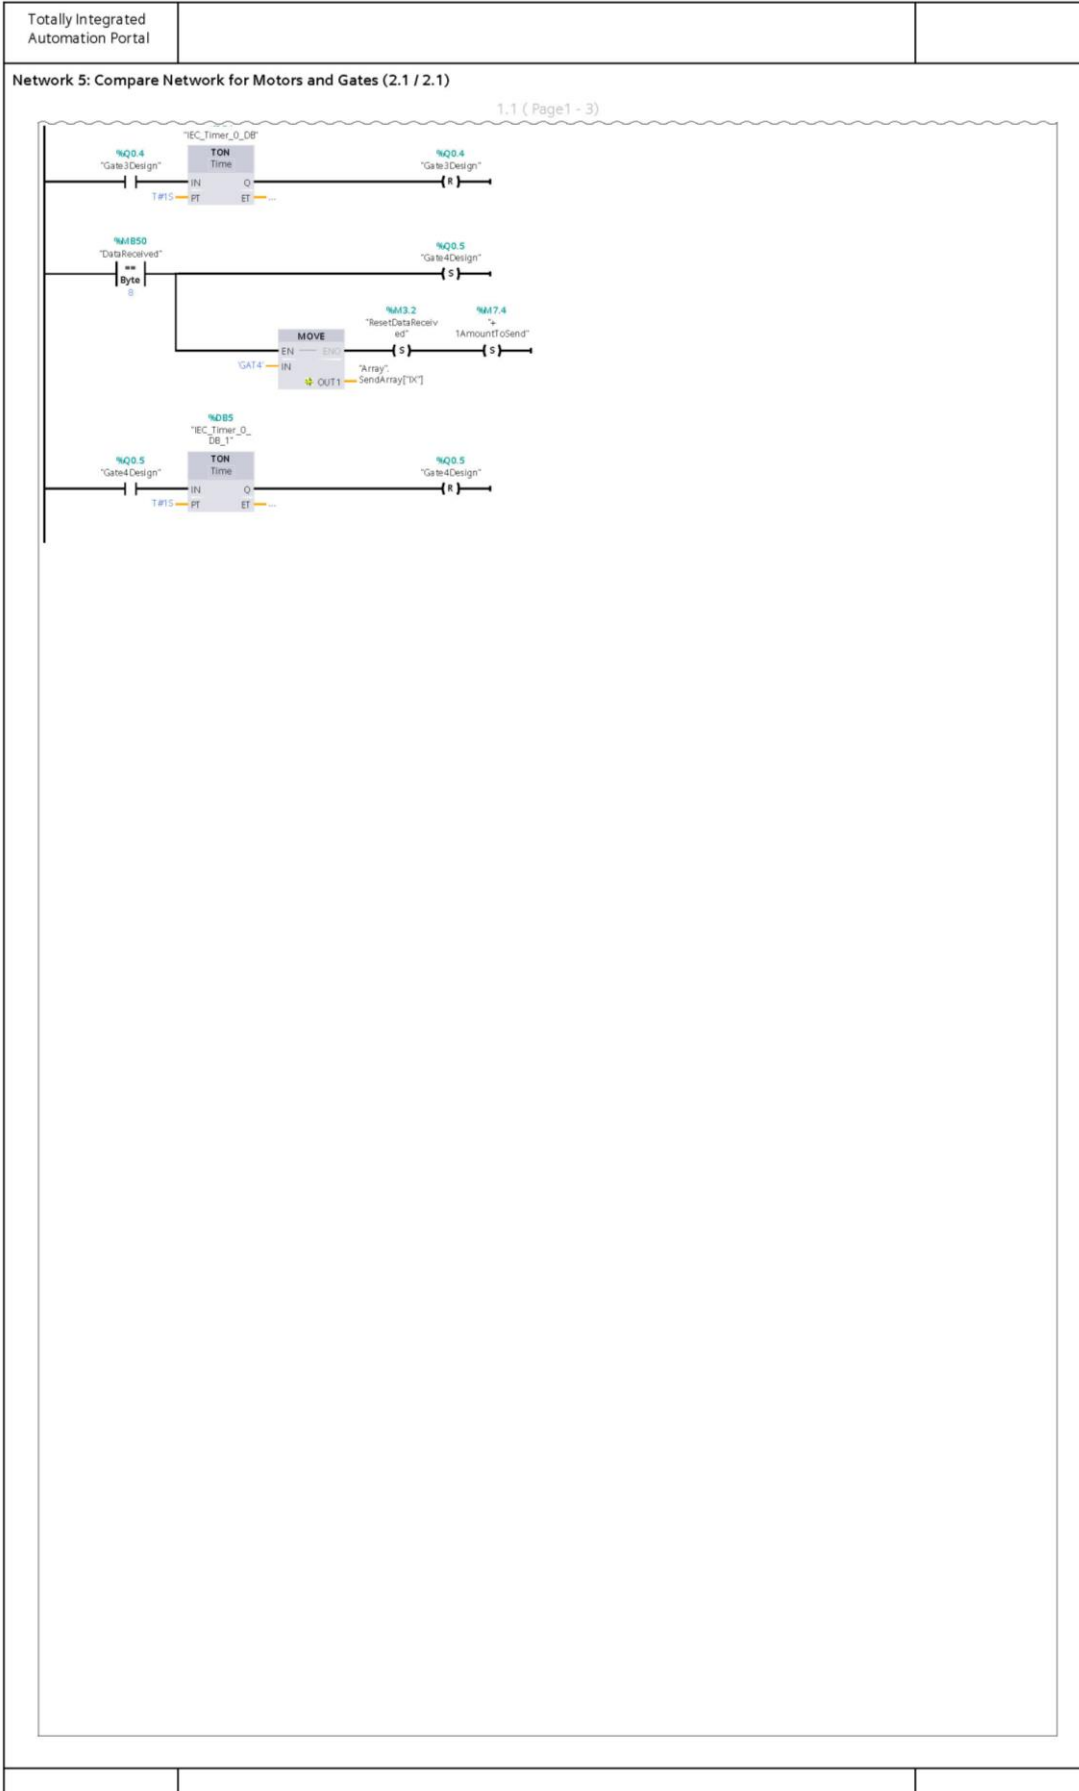 Totally Integrated
Automation Portal
Network 5: Compare Network for Motors and Gates (2.1 / 2.1)
1.1 ( Page1 - 3)
"IEC_Timer_0_DB"
%Q0.4
"Gate3Design"
TON
Time
IN
Q
T#1S
PT
ET
...
%Q0.4
"Gate3Design"
R
%MB50
"DataReceived"
==
Byte
8
%Q0.5
"Gate4Design"
S
MOVE
EN
ENO
'GAT4'
IN
OUT1
"Array".
SendArray["IX"]
%M3.2
"ResetDataReceiv
ed"
S
%M7.4
"+
1AmountToSend"
S
%DB5
"IEC_Timer_0_
DB_1"
%Q0.5
"Gate4Design"
TON
Time
IN
Q
T#1S
PT
ET
...
%Q0.5
"Gate4Design"
R